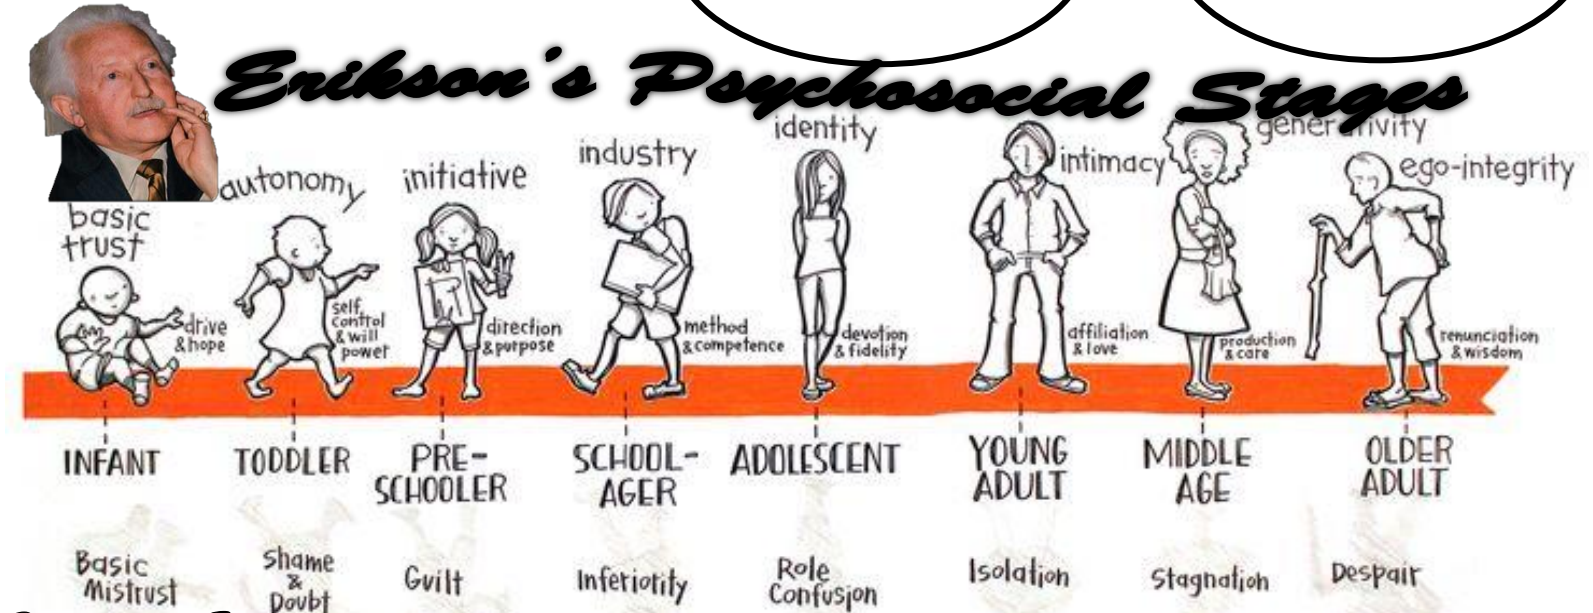 Erikson's Psychosocial Stages
basic
trust
autonomy
initiative
industry
identity
intimacy
generativity
ego-integrity
drive
& hope
self
control
& will
power
direction
& purpose
method
& competence
devotion
& fidelity
affiliation
& love
production
& care
renunciation
& wisdom
INFANT
TODDLER
PRE-
SCHOOLER
SCHOOL-
AGER
ADOLESCENT
YOUNG
ADULT
MIDDLE
AGE
OLDER
ADULT
Basic
Mistrust
Shame
&
Doubt
Guilt
Inferiority
Role
Confusion
Isolation
Stagnation
Despair